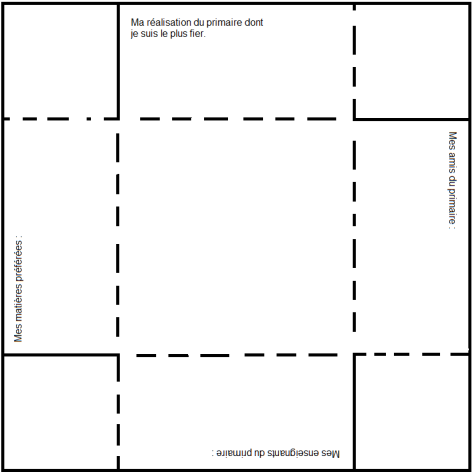 Ma réalisation du primaire dont
je suis le plus fier.
Mes amis du primaire :
Mes matières préférées :
Mes enseignants du primaire :